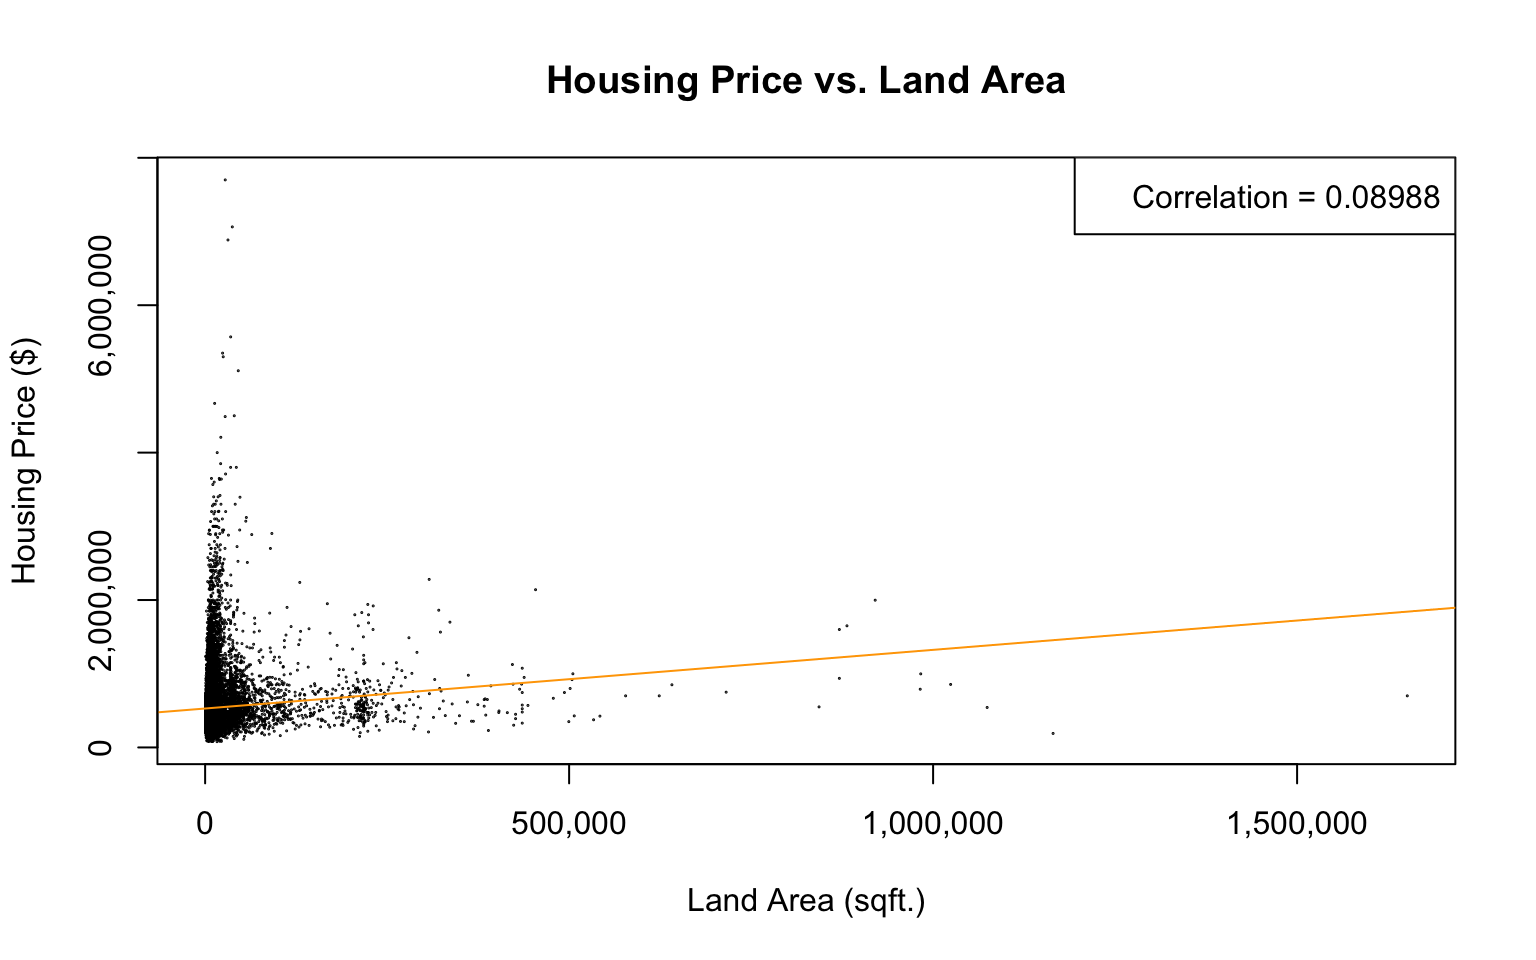 Housing Price vs. Land Area
Correlation = 0.08988
Housing Price ($)
6,000,000
2,000,000
0
0 500,000 1,000,000 1,500,000
Land Area (sqft.)